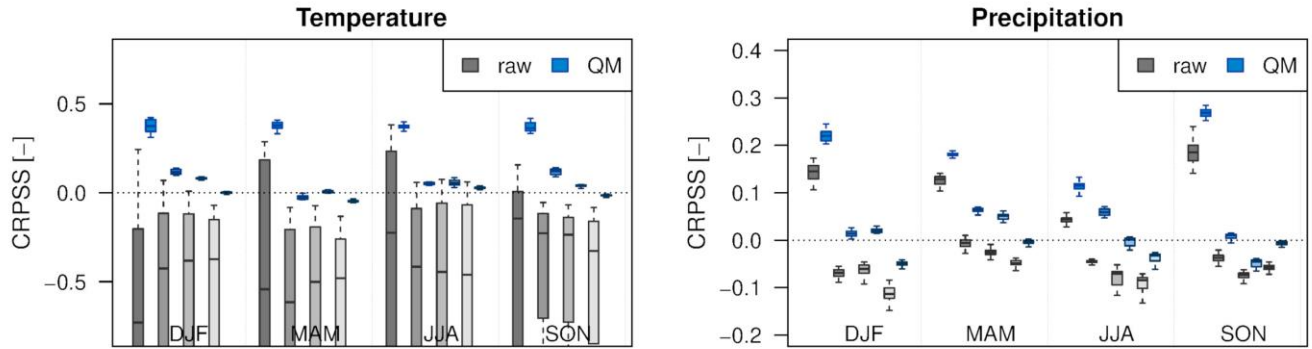 Temperature
CRPSS [–]
0.5
0.0
−0.5
raw QM
DJF MAM JJA SON
Precipitation
CRPSS [–]
0.4
0.3
0.2
0.1
0.0
−0.1
−0.2
raw QM
DJF MAM JJA SON